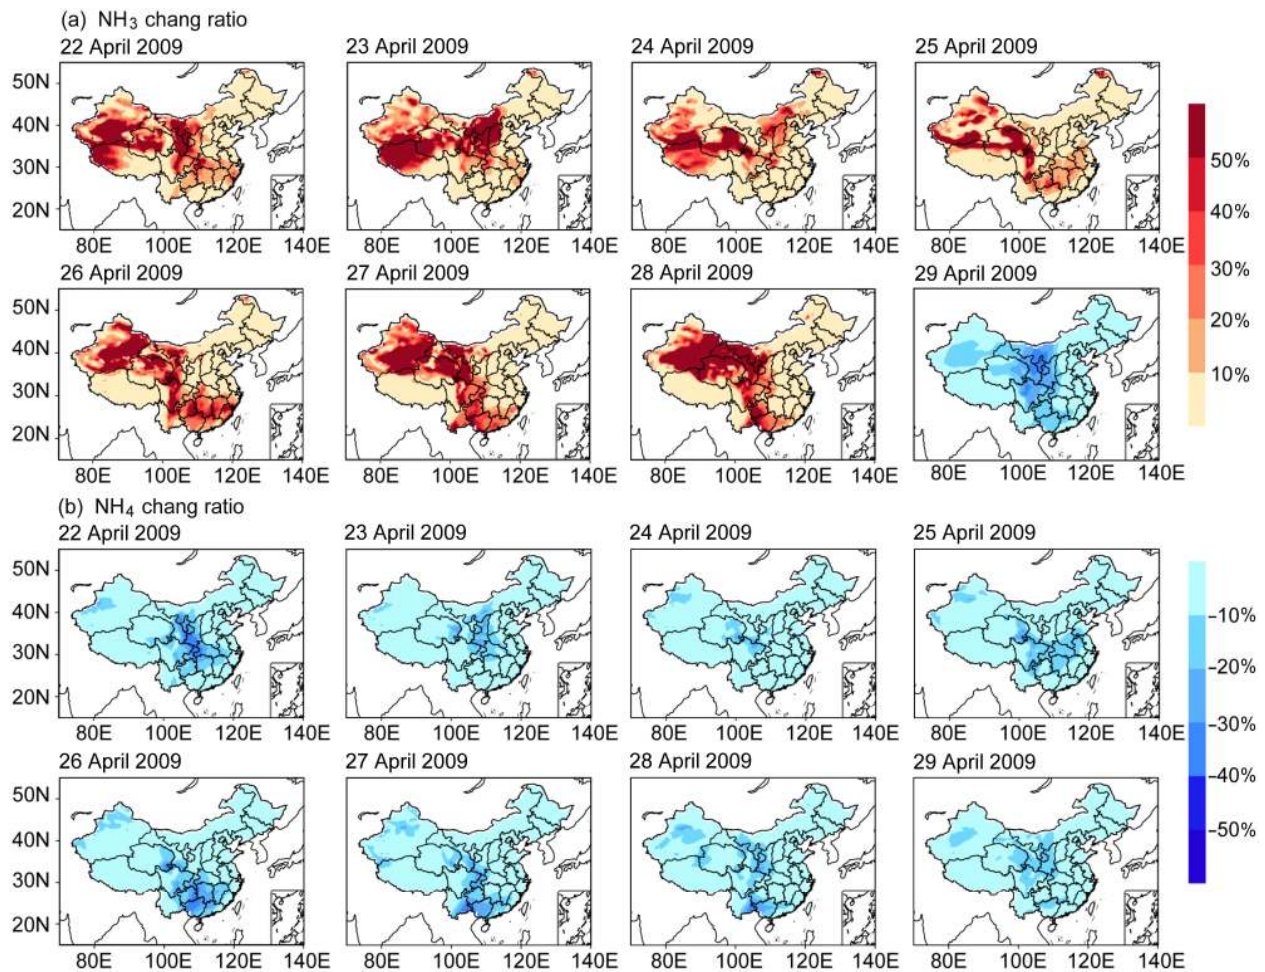 (a) NH₃ chang ratio
22 April 2009 23 April 2009 24 April 2009 25 April 2009
50N
40N
30N
20N
80E 100E 120E 140E 80E 100E 120E 140E 80E 100E 120E 140E 80E 100E 120E 140E
50%
40%
30%
20%
10%
26 April 2009 27 April 2009 28 April 2009 29 April 2009
50N
40N
30N
20N
80E 100E 120E 140E 80E 100E 120E 140E 80E 100E 120E 140E 80E 100E 120E 140E
(b) NH₄ chang ratio
22 April 2009 23 April 2009 24 April 2009 25 April 2009
50N
40N
30N
20N
80E 100E 120E 140E 80E 100E 120E 140E 80E 100E 120E 140E 80E 100E 120E 140E
–10%
–20%
–30%
–40%
–50%
26 April 2009 27 April 2009 28 April 2009 29 April 2009
50N
40N
30N
20N
80E 100E 120E 140E 80E 100E 120E 140E 80E 100E 120E 140E 80E 100E 120E 140E